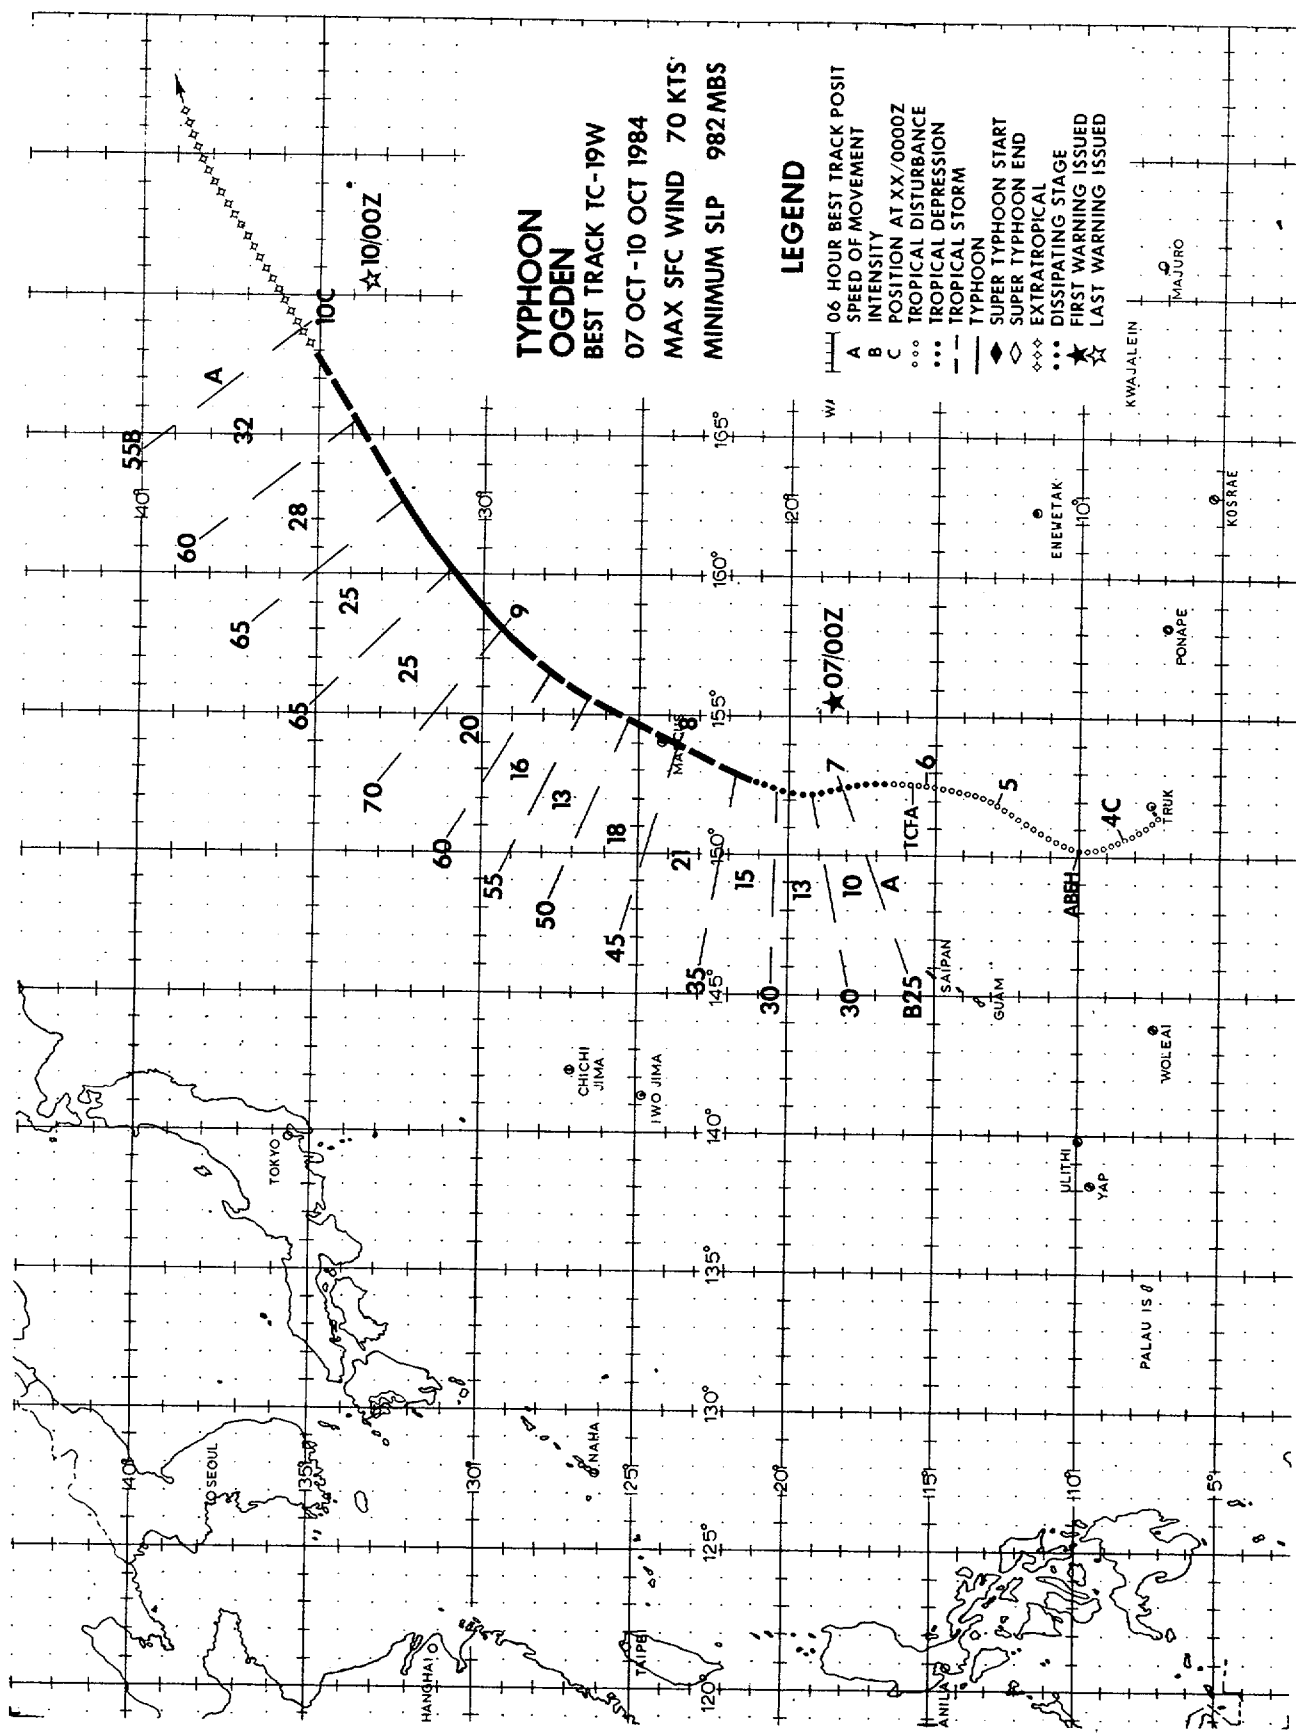 TYPHOON
OGDEN
BEST TRACK TC-19W
07 OCT-10 OCT 1984
MAX SFC WIND 70 KTS
MINIMUM SLP 982MBS
LEGEND
06 HOUR BEST TRACK POSIT
A SPEED OF MOVEMENT
B INTENSITY
C POSITION AT XX/0000Z
TROPICAL DISTURBANCE
TROPICAL DEPRESSION
TROPICAL STORM
TYPHOON
SUPER TYPHOON START
SUPER TYPHOON END
EXTRATROPICAL
DISSIPATING STAGE
FIRST WARNING ISSUED
LAST WARNING ISSUED
10/00Z
07/00Z
10C
9
8
7
6
5
4C
TCFA
ABEH
A
32
28
25
25
20
16
13
18
21
15
13
10
A
55B
60
65
65
70
60
55
50
45
35
30
30
B25
40°
35°
30°
25°
20°
15°
10°
5°
40°
30°
20°
10°
120°
125°
130°
135°
140°
145°
150°
155°
160°
165°
SEOUL
TOKYO
HANGHAI
TAIPEI
NAHA
CHICHI
JIMA
IWO JIMA
MARCUS
SAIPAN
GUAM
ANILA
ULITHI
YAP
PALAU IS
WOLEAI
TRUK
PONAPE
KOSRAE
ENEWETAK
KWAJALEIN
MAJURO